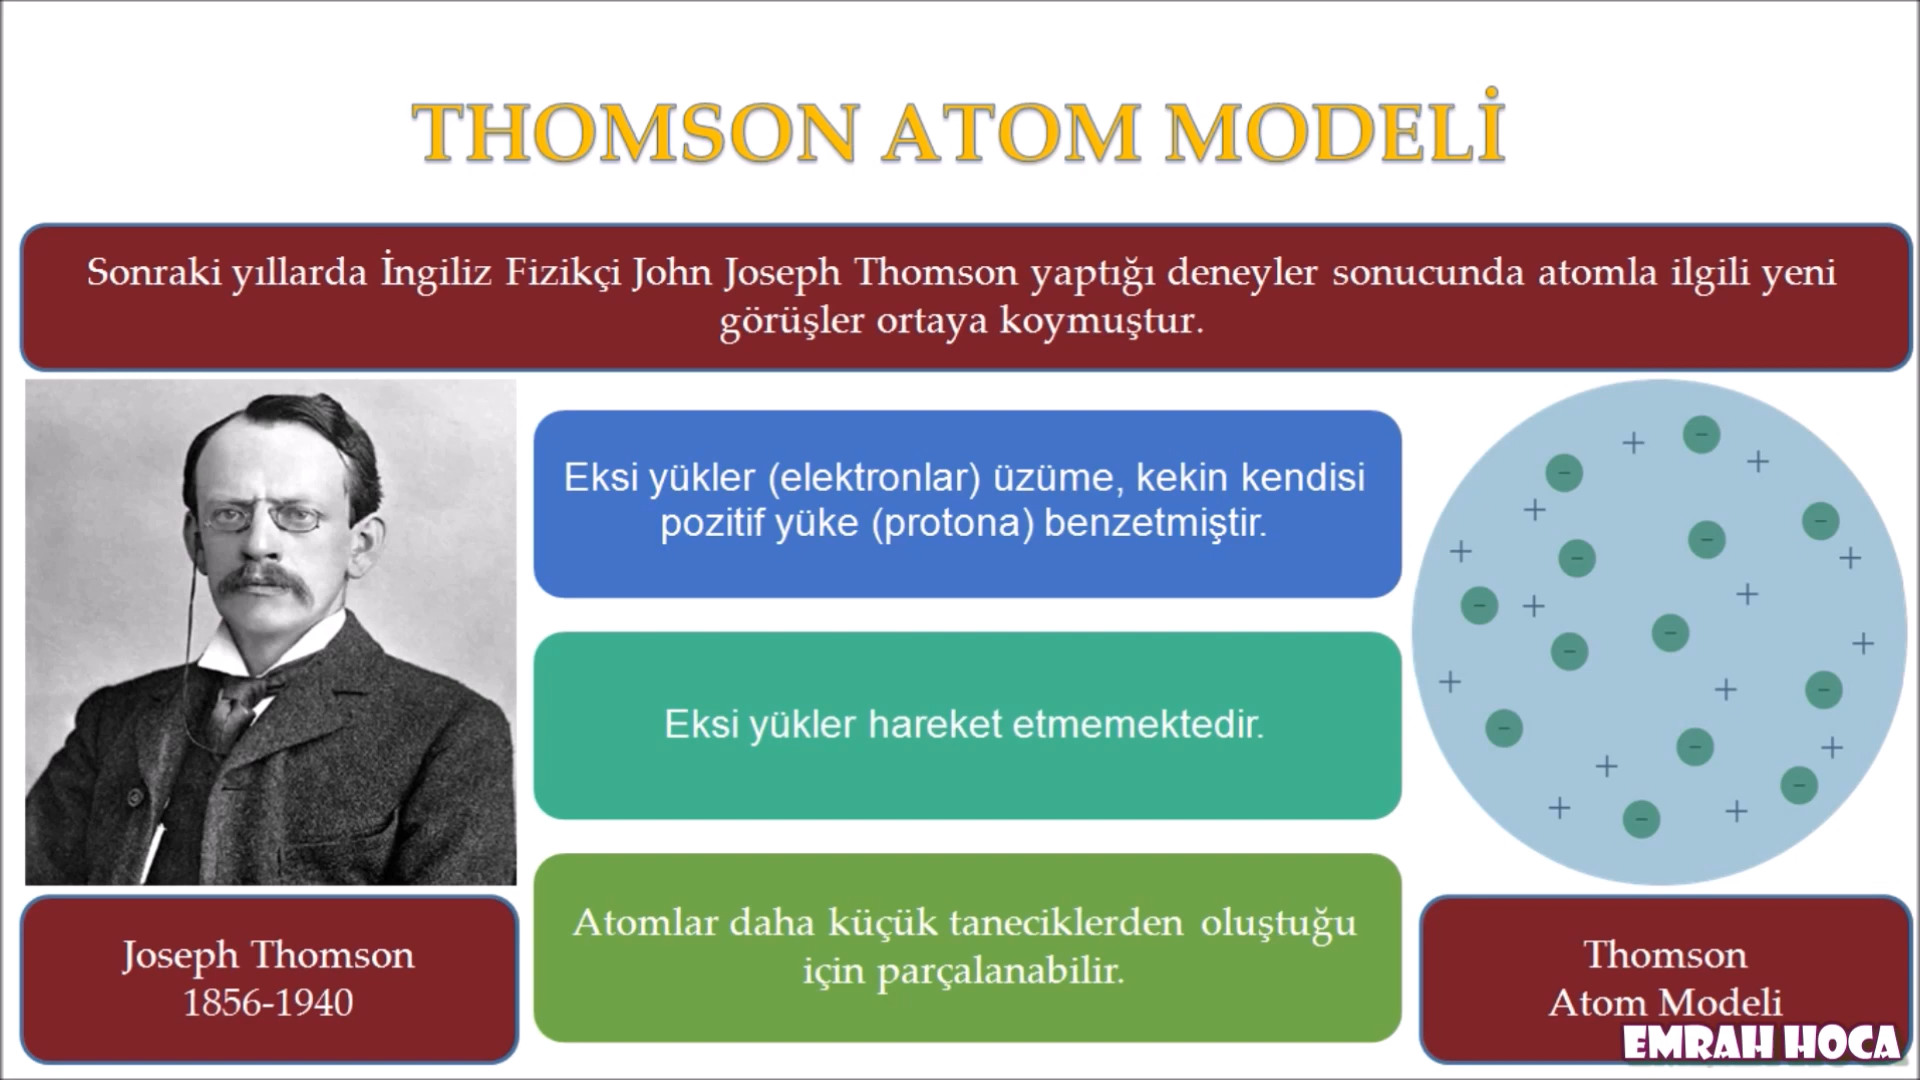 THOMSON ATOM MODELİ
Sonraki yıllarda İngiliz Fizikçi John Joseph Thomson yaptığı deneyler sonucunda atomla ilgili yeni
görüşler ortaya koymuştur.
Eksi yükler (elektronlar) üzüme, kekin kendisi
pozitif yüke (protona) benzetmiştir.
Eksi yükler hareket etmemektedir.
Atomlar daha küçük taneciklerden oluştuğu
için parçalanabilir.
Joseph Thomson
1856-1940
Thomson
Atom Modeli
EMRAH HOCA